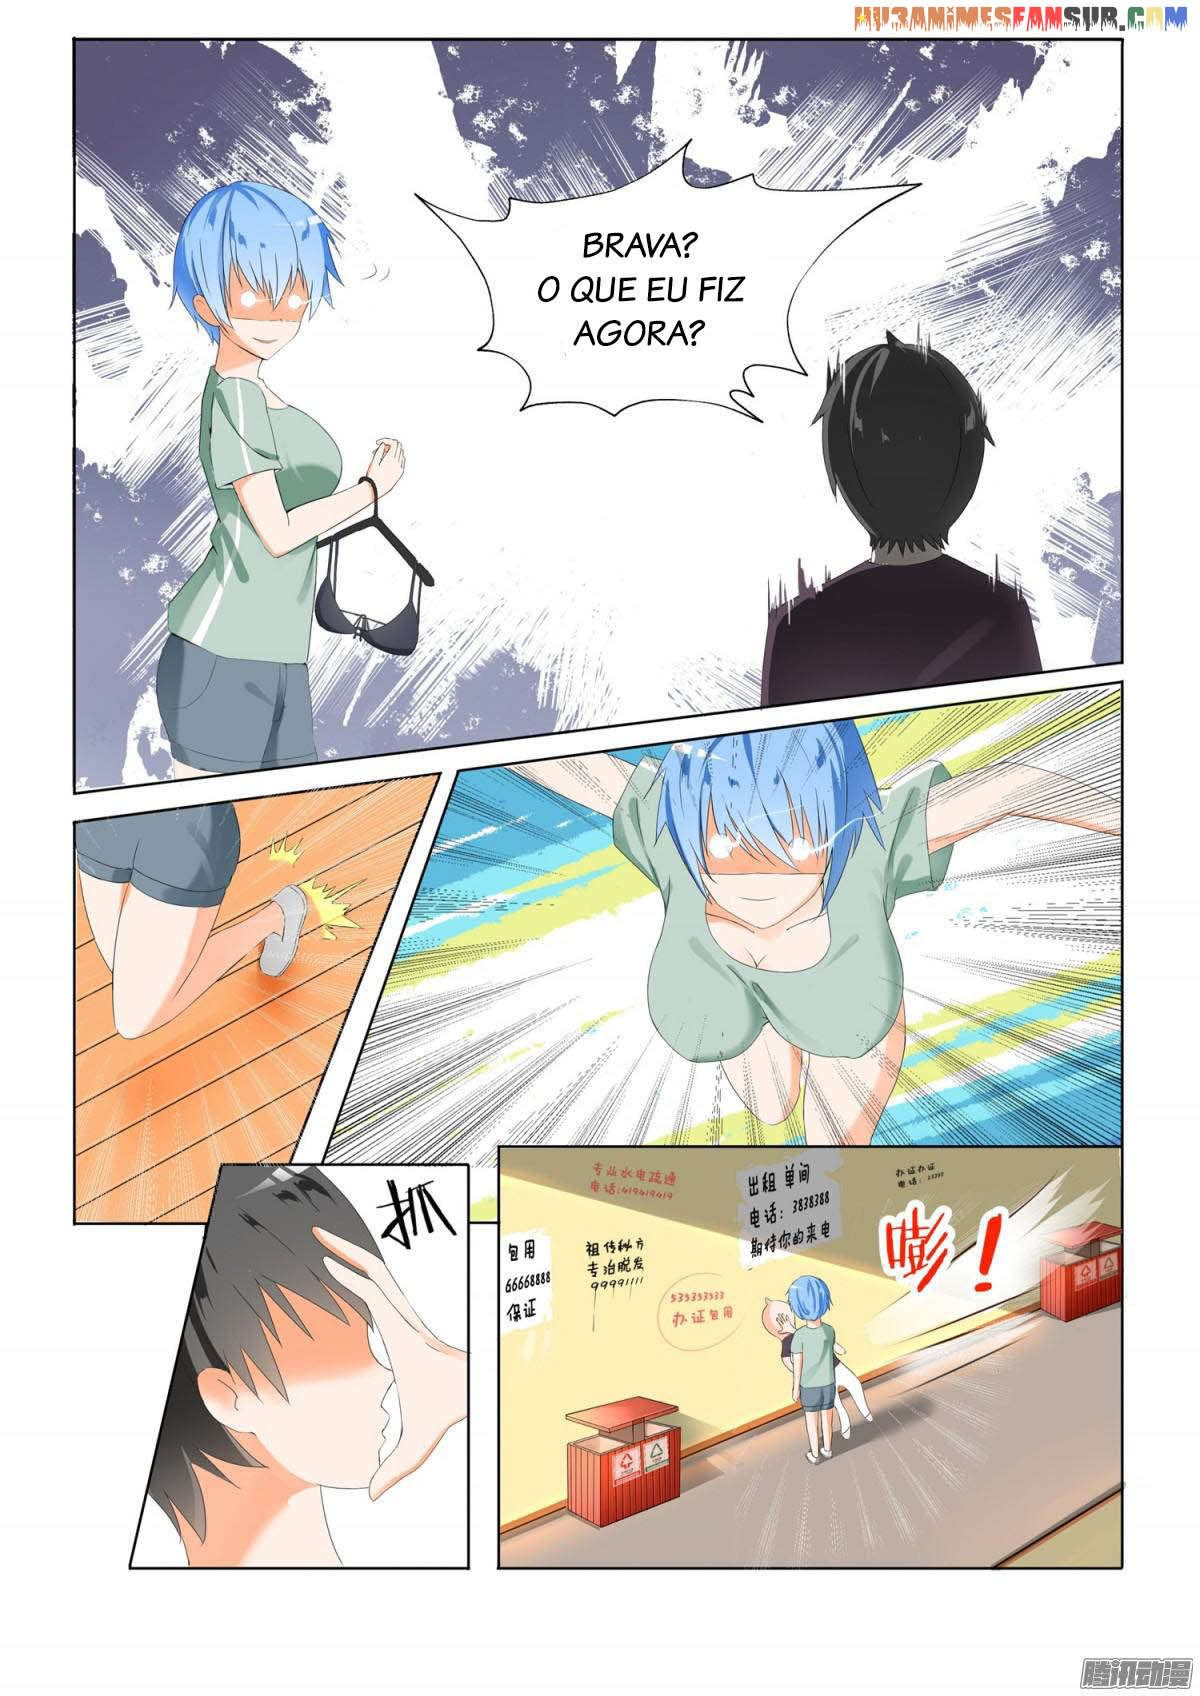 HU3ANIMESFANSUB.COM
BRAVA?
O QUE EU FIZ
AGORA?
抓
专业水电疏通
电话:419419419
出租 单间
电话: 3838388
期待你的来电
办证办证
包用
66668888
保证
祖传秘方
专治脱发
99991111
535353533
办证包用
嘭!
腾讯动漫